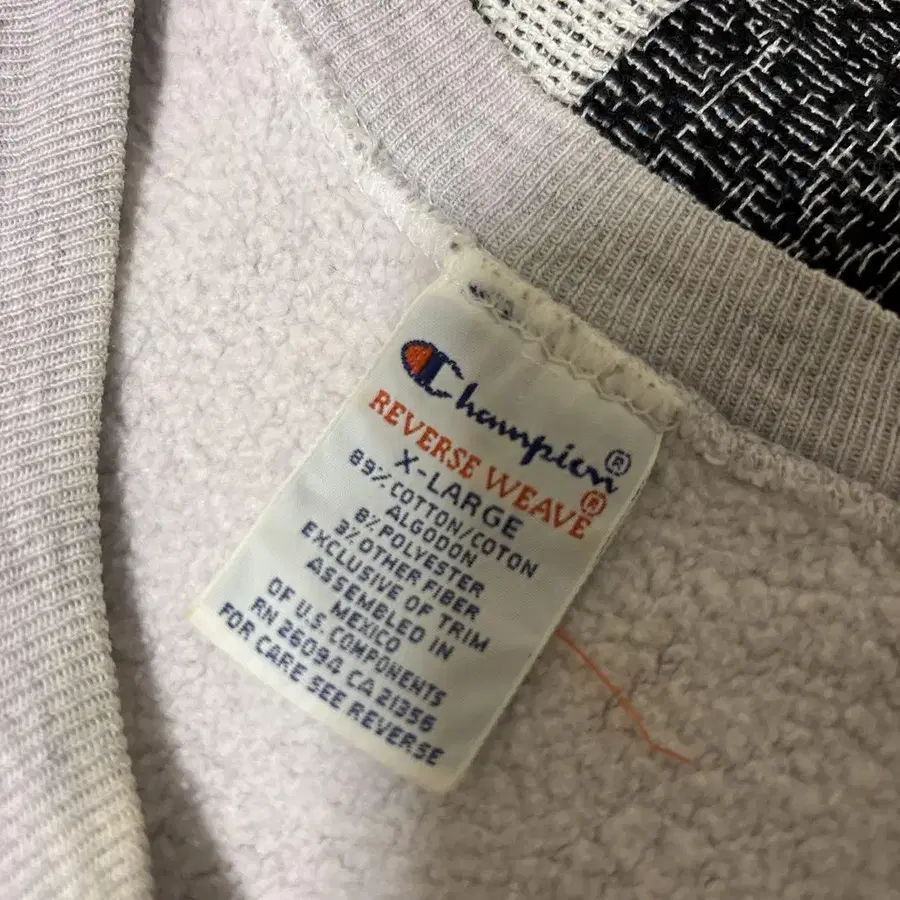 Champion®
REVERSE WEAVE®
X-LARGE
89% COTTON/COTON
ALGODON
8% POLYESTER
3% OTHER FIBER
EXCLUSIVE OF TRIM
ASSEMBLED IN
MEXICO
OF U.S. COMPONENTS
RN 26094 CA 21356
FOR CARE SEE REVERSE